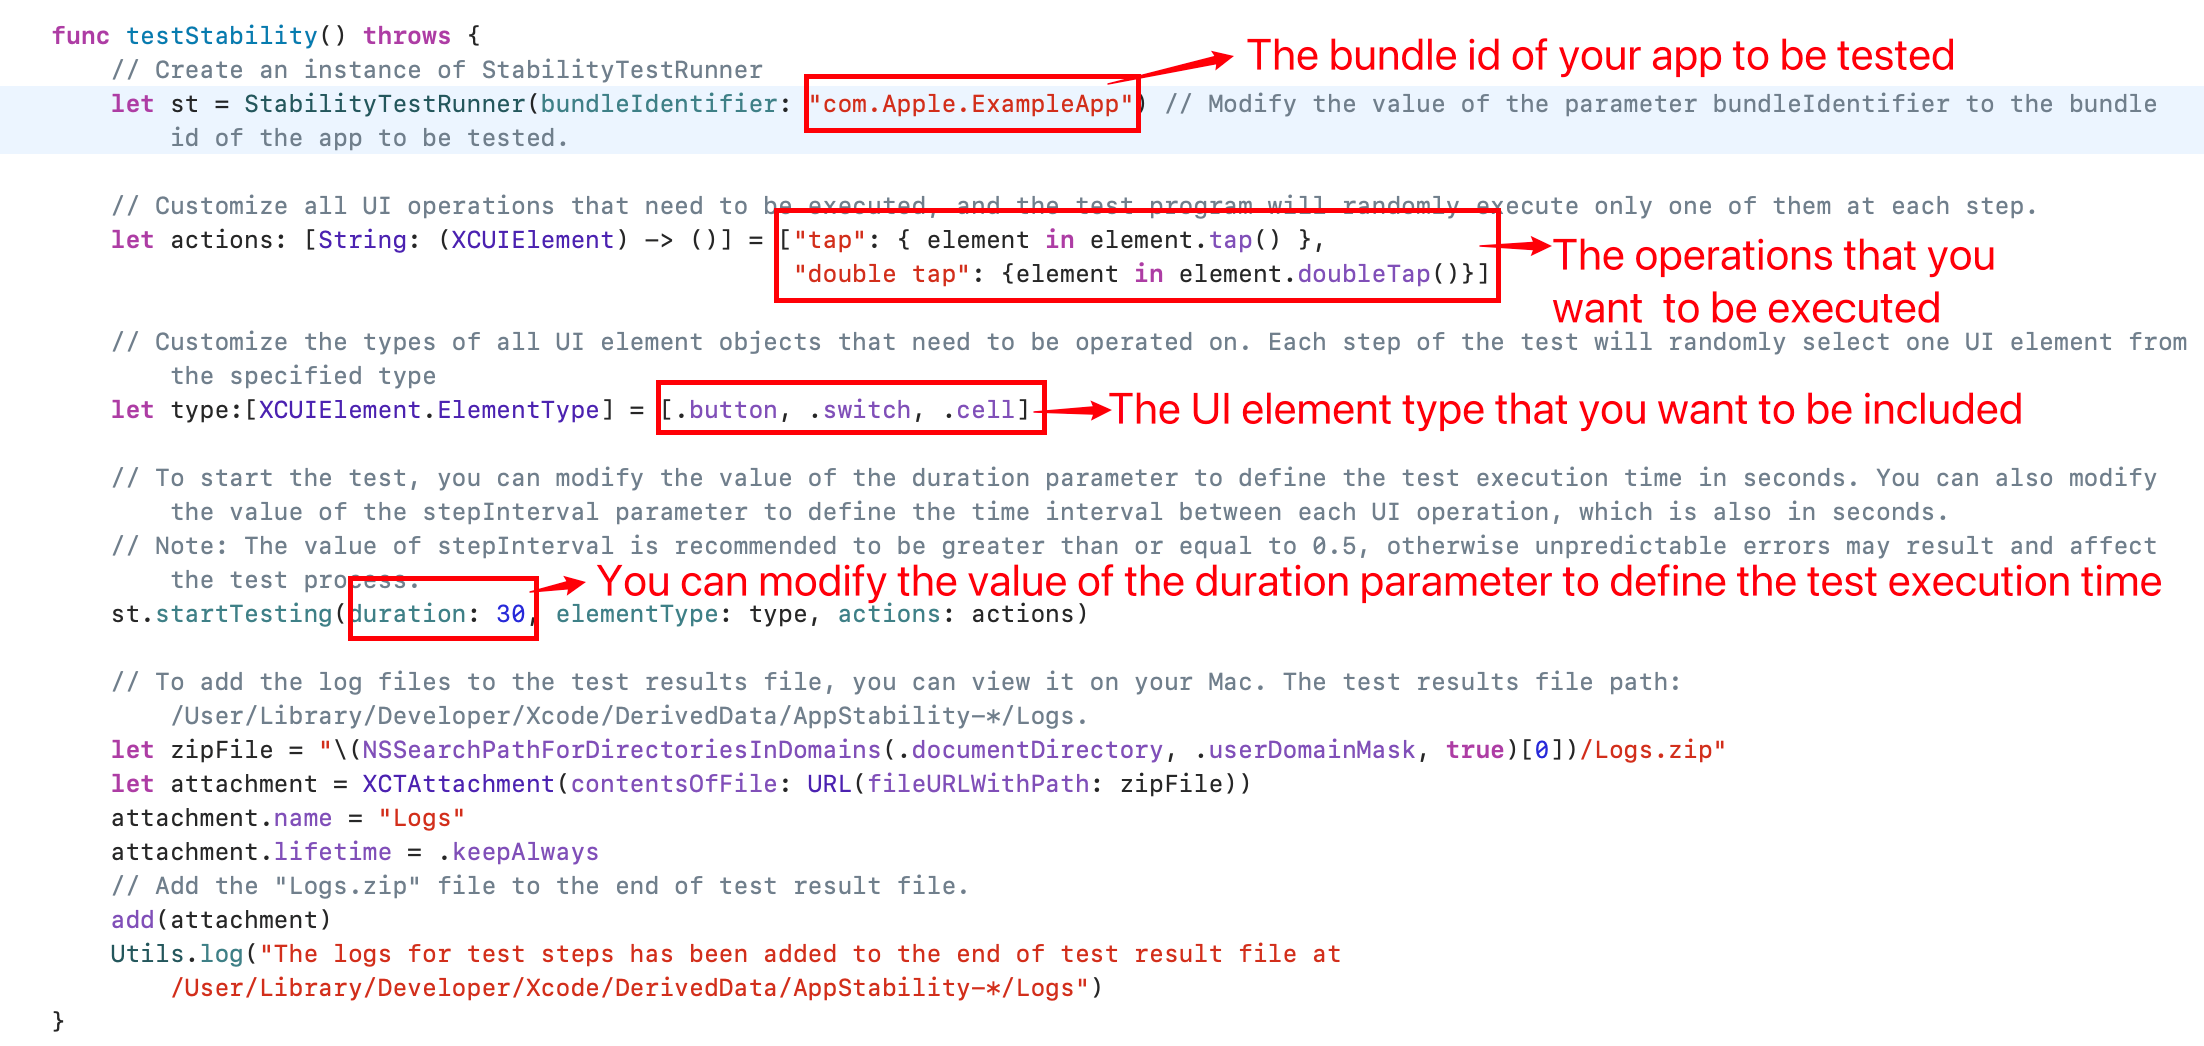 func testStability() throws {
// Create an instance of StabilityTestRunner
The bundle id of your app to be tested
let st = StabilityTestRunner(bundleIdentifier: "com.Apple.ExampleApp") // Modify the value of the parameter bundleIdentifier to the bundle
id of the app to be tested.
// Customize all UI operations that need to be executed, and the test program will randomly execute only one of them at each step.
let actions: [String: (XCUIElement) -> ()] = ["tap": { element in element.tap() },
"double tap": {element in element.doubleTap()}]
The operations that you
want to be executed
// Customize the types of all UI element objects that need to be operated on. Each step of the test will randomly select one UI element from
the specified type
let type:[XCUIElement.ElementType] = [.button, .switch, .cell]
The UI element type that you want to be included
// To start the test, you can modify the value of the duration parameter to define the test execution time in seconds. You can also modify
the value of the stepInterval parameter to define the time interval between each UI operation, which is also in seconds.
// Note: The value of stepInterval is recommended to be greater than or equal to 0.5, otherwise unpredictable errors may result and affect
the test process.
You can modify the value of the duration parameter to define the test execution time
st.startTesting(duration: 30, elementType: type, actions: actions)
// To add the log files to the test results file, you can view it on your Mac. The test results file path:
/User/Library/Developer/Xcode/DerivedData/AppStability-*/Logs.
let zipFile = "\(NSSearchPathForDirectoriesInDomains(.documentDirectory, .userDomainMask, true)[0])/Logs.zip"
let attachment = XCTAttachment(contentsOfFile: URL(fileURLWithPath: zipFile))
attachment.name = "Logs"
attachment.lifetime = .keepAlways
// Add the "Logs.zip" file to the end of test result file.
add(attachment)
Utils.log("The logs for test steps has been added to the end of test result file at
/User/Library/Developer/Xcode/DerivedData/AppStability-*/Logs")
}